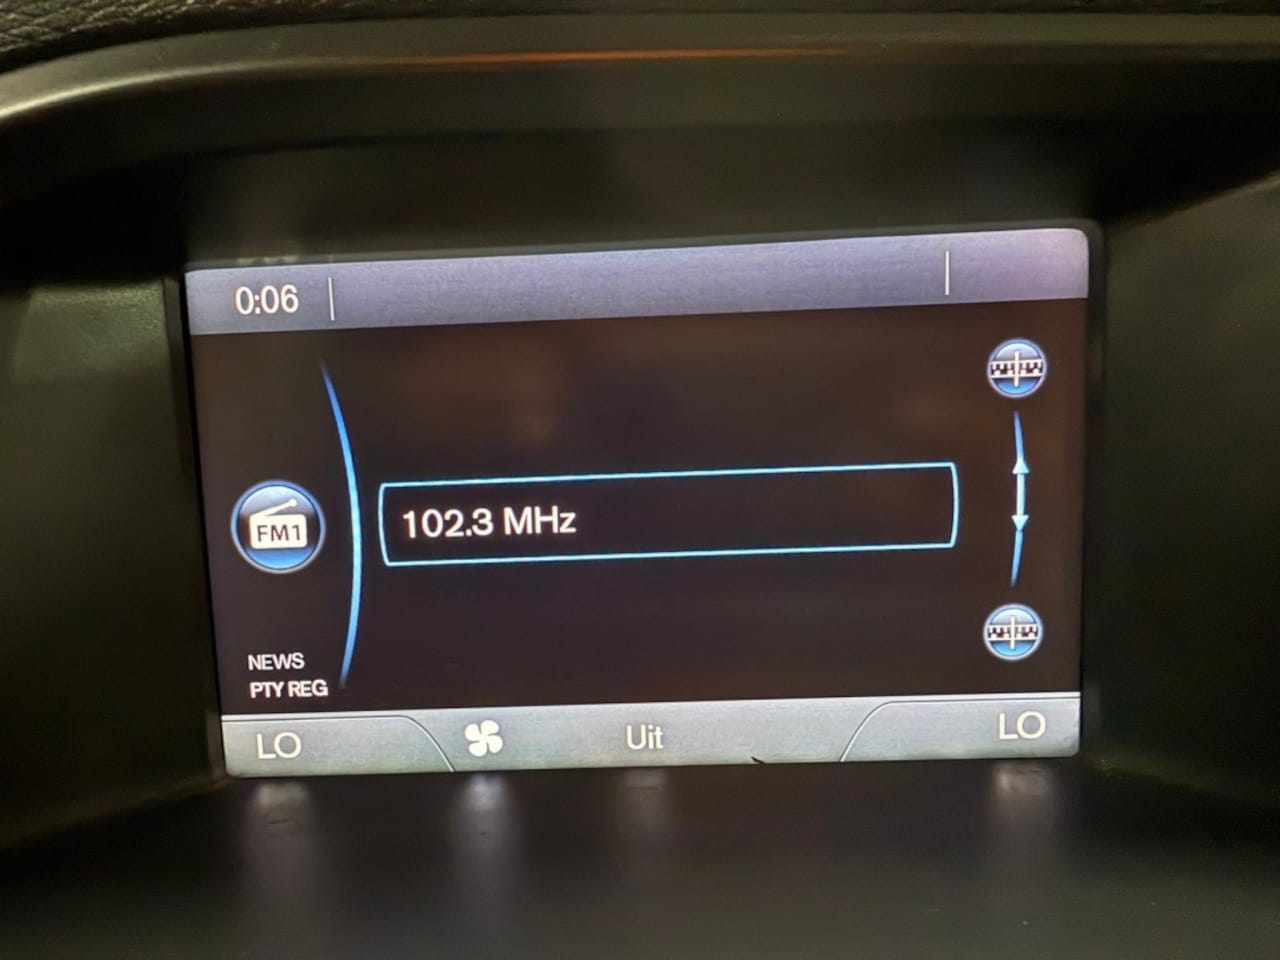 0:06
102.3 MHz
FM1
NEWS
PTY REG
LO
Uit
LO